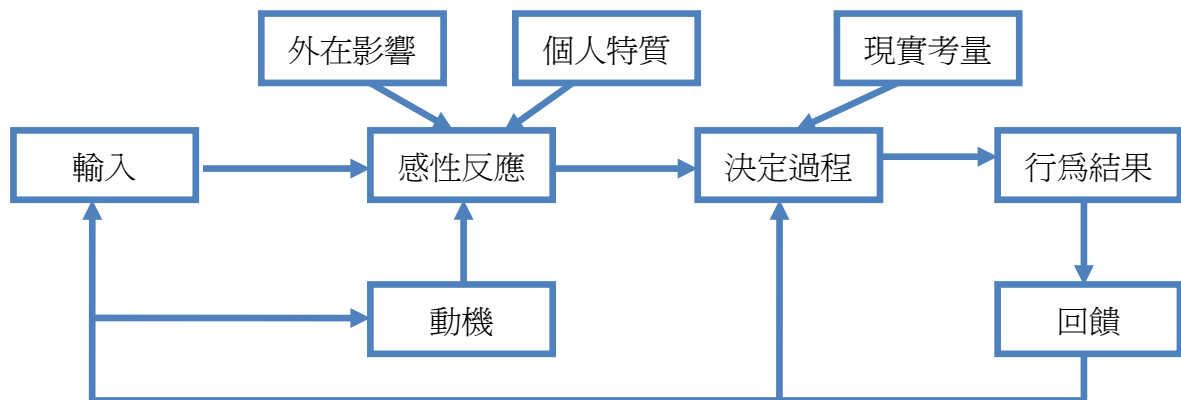 外在影響
個人特質
現實考量
輸入
感性反應
決定過程
行為結果
動機
回饋